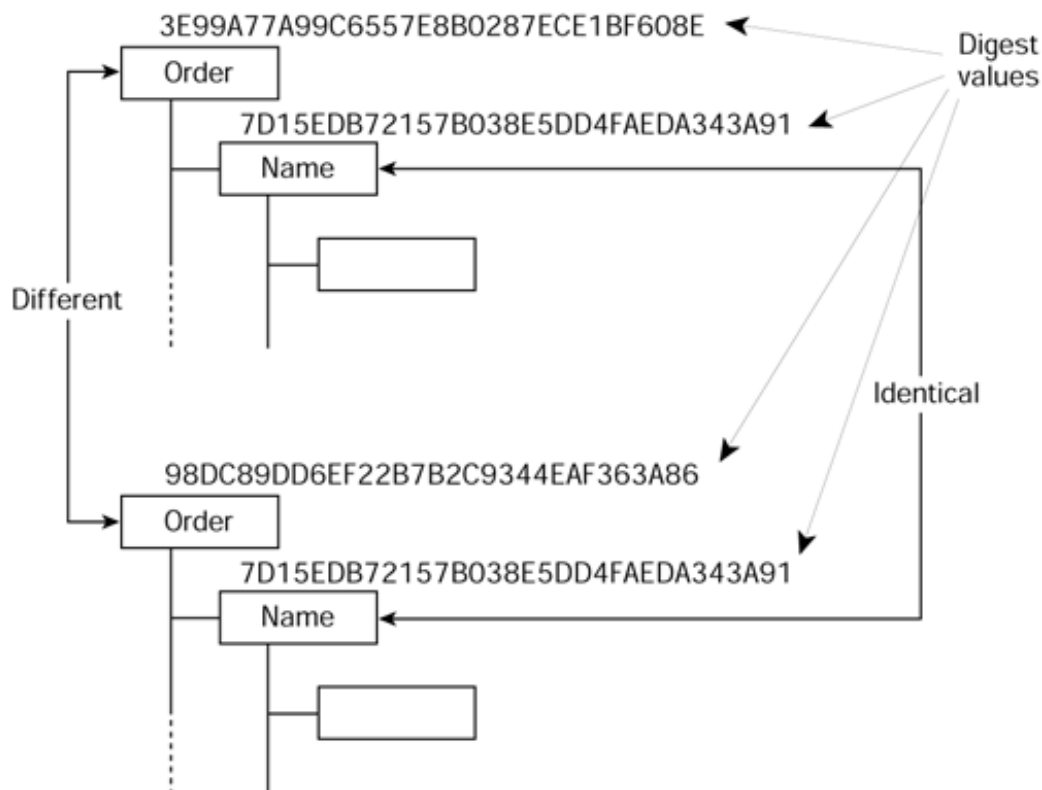 3E99A77A99C6557E8B0287ECE1BF608E
Digest
values
Order
7D15EDB72157B038E5DD4FAEDA343A91
Name
Different
Identical
98DC89DD6EF22B7B2C9344EAF363A86
Order
7D15EDB72157B038E5DD4FAEDA343A91
Name